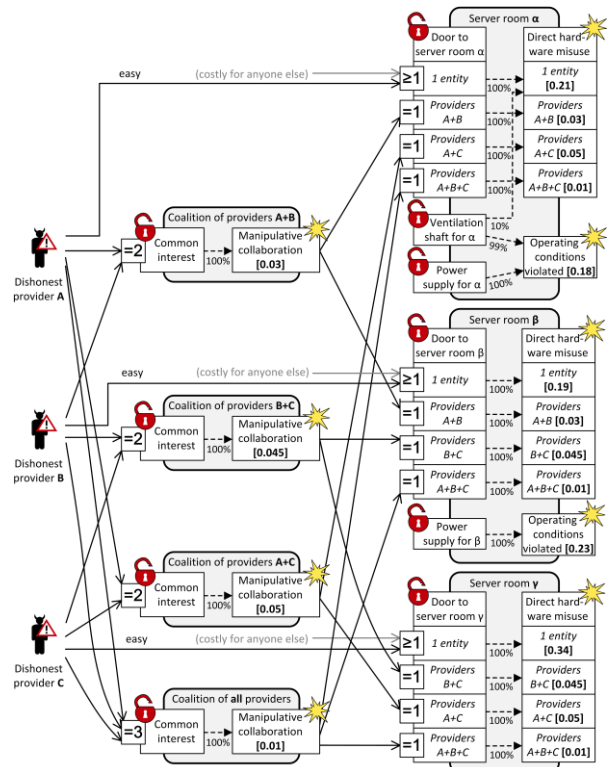 Server room α
Door to
server room α
Direct hard-
ware misuse
easy
(costly for anyone else)
≥1
1 entity
100%
1 entity
[0.21]
=1
Providers
A+B
100%
Providers
A+B [0.03]
=1
Providers
A+C
100%
Providers
A+C [0.05]
=1
Providers
A+B+C
100%
Providers
A+B+C [0.01]
Ventilation
shaft for α
10%
99%
Operating
conditions
violated [0.18]
Power
supply for α
100%
Dishonest
provider A
Coalition of providers A+B
=2
Common
interest
100%
Manipulative
collaboration
[0.03]
Server room β
Door to
server room β
Direct hard-
ware misuse
easy
(costly for anyone else)
≥1
1 entity
100%
1 entity
[0.19]
=1
Providers
A+B
100%
Providers
A+B [0.03]
=1
Providers
B+C
100%
Providers
B+C [0.045]
=1
Providers
A+B+C
100%
Providers
A+B+C [0.01]
Power
supply for β
100%
Operating
conditions
violated [0.23]
Dishonest
provider
B
Coalition of providers B+C
=2
Common
interest
100%
Manipulative
collaboration
[0.045]
Coalition of providers A+C
=2
Common
interest
100%
Manipulative
collaboration
[0.05]
Server room γ
Door to
server room γ
Direct hard-
ware misuse
easy
(costly for anyone else)
≥1
1 entity
100%
1 entity
[0.34]
=1
Providers
B+C
100%
Providers
B+C [0.045]
=1
Providers
A+C
100%
Providers
A+C [0.05]
=1
Providers
A+B+C
100%
Providers
A+B+C [0.01]
Dishonest
provider C
Coalition of all providers
=3
Common
interest
100%
Manipulative
collaboration
[0.01]